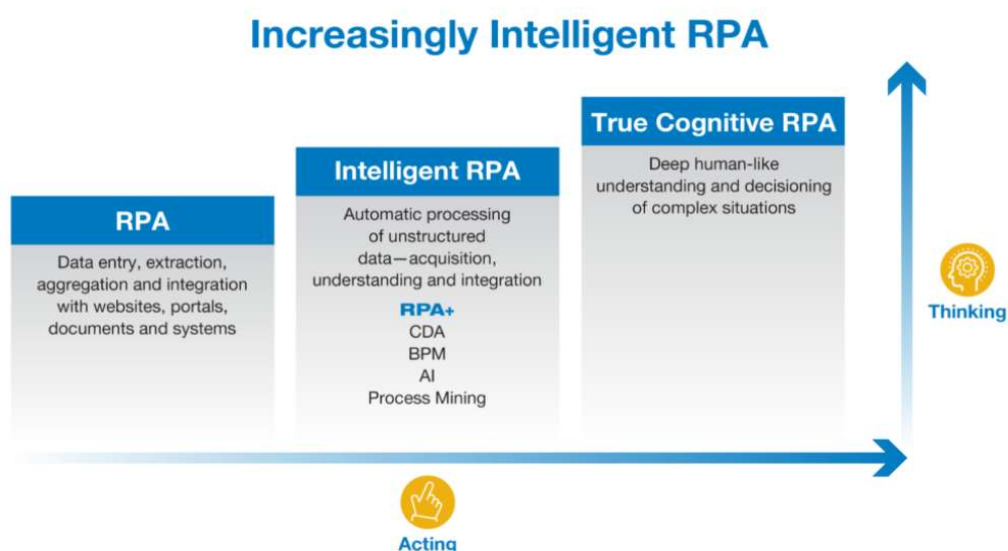 Increasingly Intelligent RPA
RPA
Data entry, extraction,
aggregation and integration
with websites, portals,
documents and systems
Intelligent RPA
Automatic processing
of unstructured
data—acquisition,
understanding and integration
RPA+
CDA
BPM
AI
Process Mining
True Cognitive RPA
Deep human-like
understanding and decisioning
of complex situations
Thinking
Acting